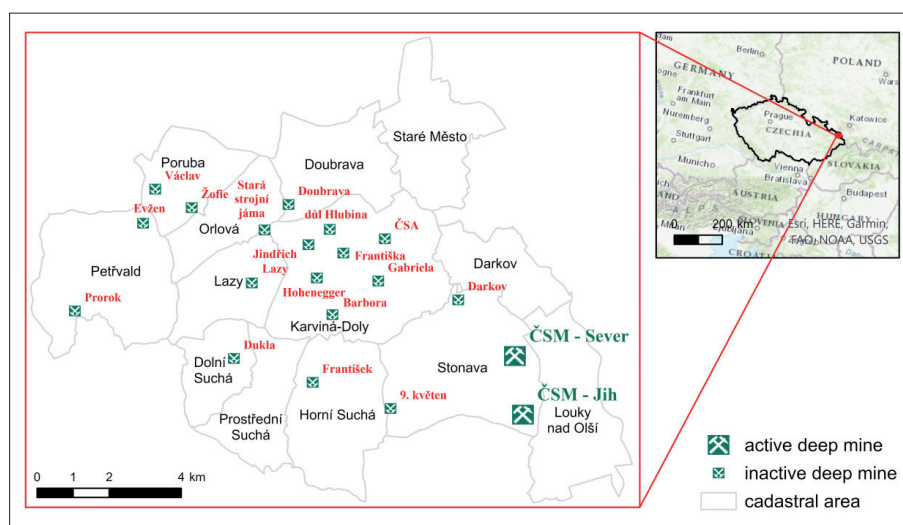 Staré Město
Poruba
Václav
Doubrava
Žofie
Stará
strojní
jáma
Doubrava
Evžen
Orlová
důl Hlubina
ČSA
Petřvald
Jindřich
Františka
Lazy
Lazy
Gabriela
Darkov
Hohenegger
Darkov
Prorok
Barbora
Karviná-Doly
ČSM - Sever
Dukla
Dolní
Suchá
František
Stonava
9. květen
ČSM - Jih
Prostřední
Suchá
Horní Suchá
Louky
nad Olší
0 1 2 4 km
Berlin
POLAND
GERMANY
Frankfurt
am Main
Prague
Katowice
Nuremberg
CZECHIA
Stuttgart
SLOVAKIA
Munich
Vienna
Bratislava
AUSTRIA
Budapest
A L P S
SLOVENIA
Ljubljana
HUNGARY
0 200 km
Esri, HERE, Garmin,
FAO, NOAA, USGS
active deep mine
inactive deep mine
cadastral area